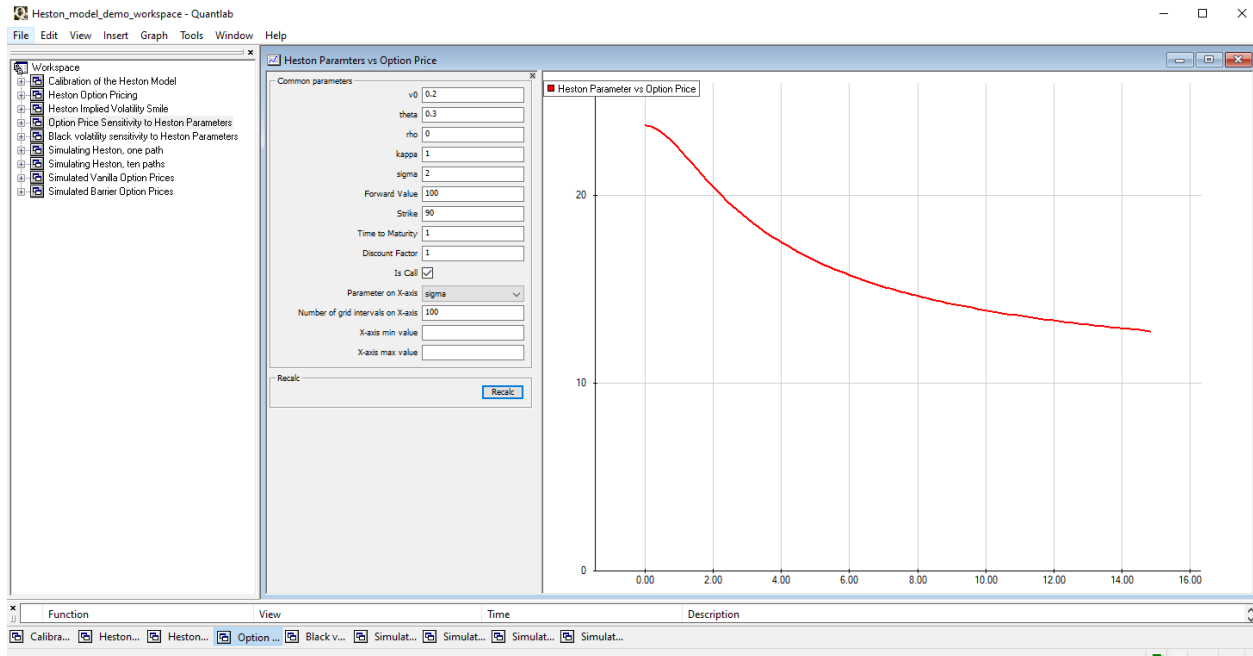 Heston_model_demo_workspace - Quantlab
File Edit View Insert Graph Tools Window Help
Workspace
Calibration of the Heston Model
Heston Option Pricing
Heston Implied Volatility Smile
Option Price Sensitivity to Heston Parameters
Black volatility sensitivity to Heston Parameters
Simulating Heston, one path
Simulating Heston, ten paths
Simulated Vanilla Option Prices
Simulated Barrier Option Prices
Heston Paramters vs Option Price
Common parameters
v0 0.2
theta 0.3
rho 0
kappa 1
sigma 2
Forward Value 100
Strike 90
Time to Maturity 1
Discount Factor 1
Is Call
Parameter on X-axis sigma
Number of grid intervals on X-axis 100
X-axis min value
X-axis max value
Recalc
Recalc
Heston Parameter vs Option Price
20
10
0
0.00 2.00 4.00 6.00 8.00 10.00 12.00 14.00 16.00
Function View Time Description
Calibra... Heston... Heston... Option ... Black v... Simulat... Simulat... Simulat... Simulat...